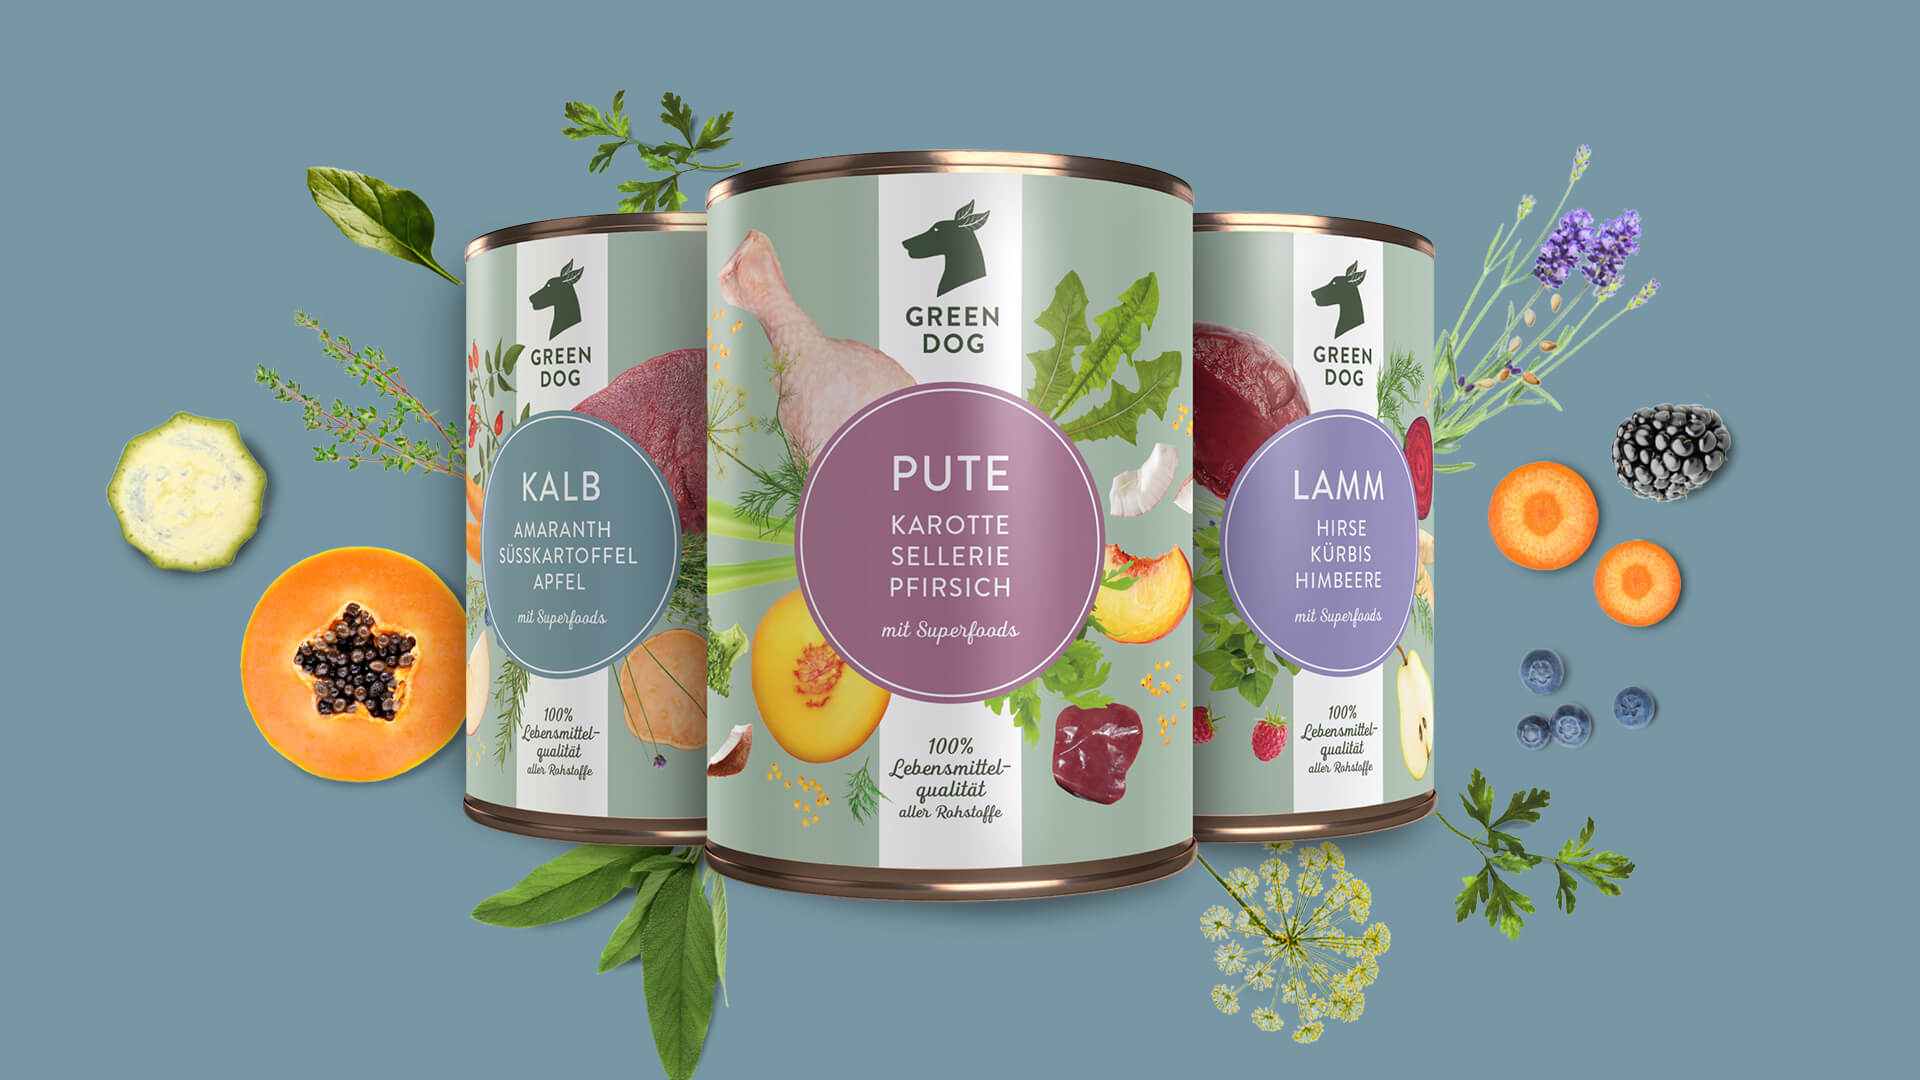 GREEN
DOG
KALB
AMARANTH
SÜSSKARTOFFEL
APFEL
mit Superfoods
100%
Lebensmittel-
qualität
aller Rohstoffe
GREEN
DOG
PUTE
KAROTTE
SELLERIE
PFIRSICH
mit Superfoods
100%
Lebensmittel-
qualität
aller Rohstoffe
GREEN
DOG
LAMM
HIRSE
KÜRBIS
HIMBEERE
mit Superfoods
100%
Lebensmittel-
qualität
aller Rohstoffe